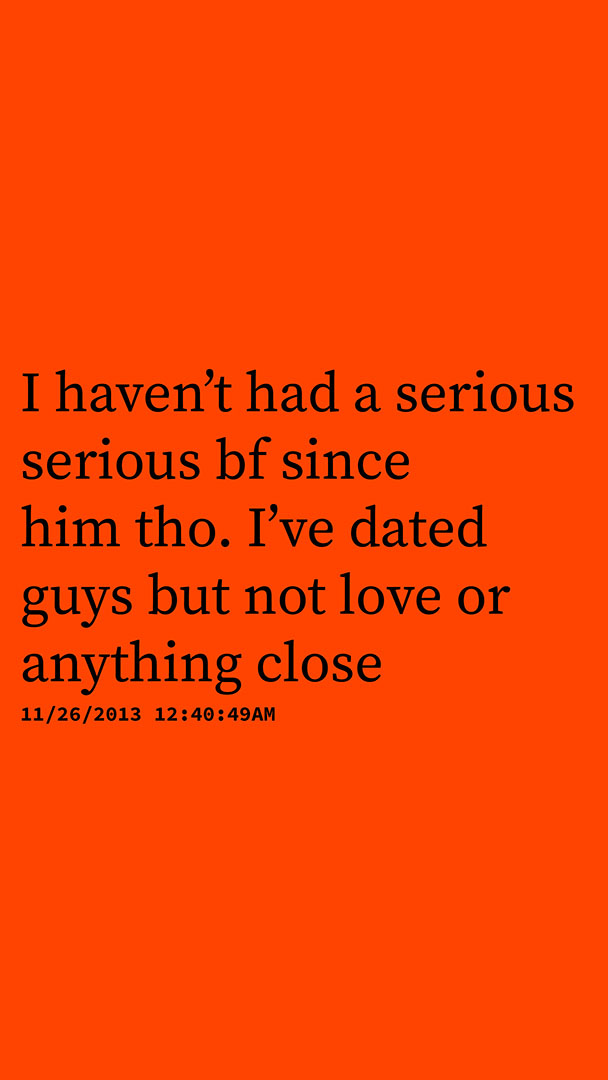 I haven’t had a serious
serious bf since
him tho. I’ve dated
guys but not love or
anything close
11/26/2013 12:40:49AM